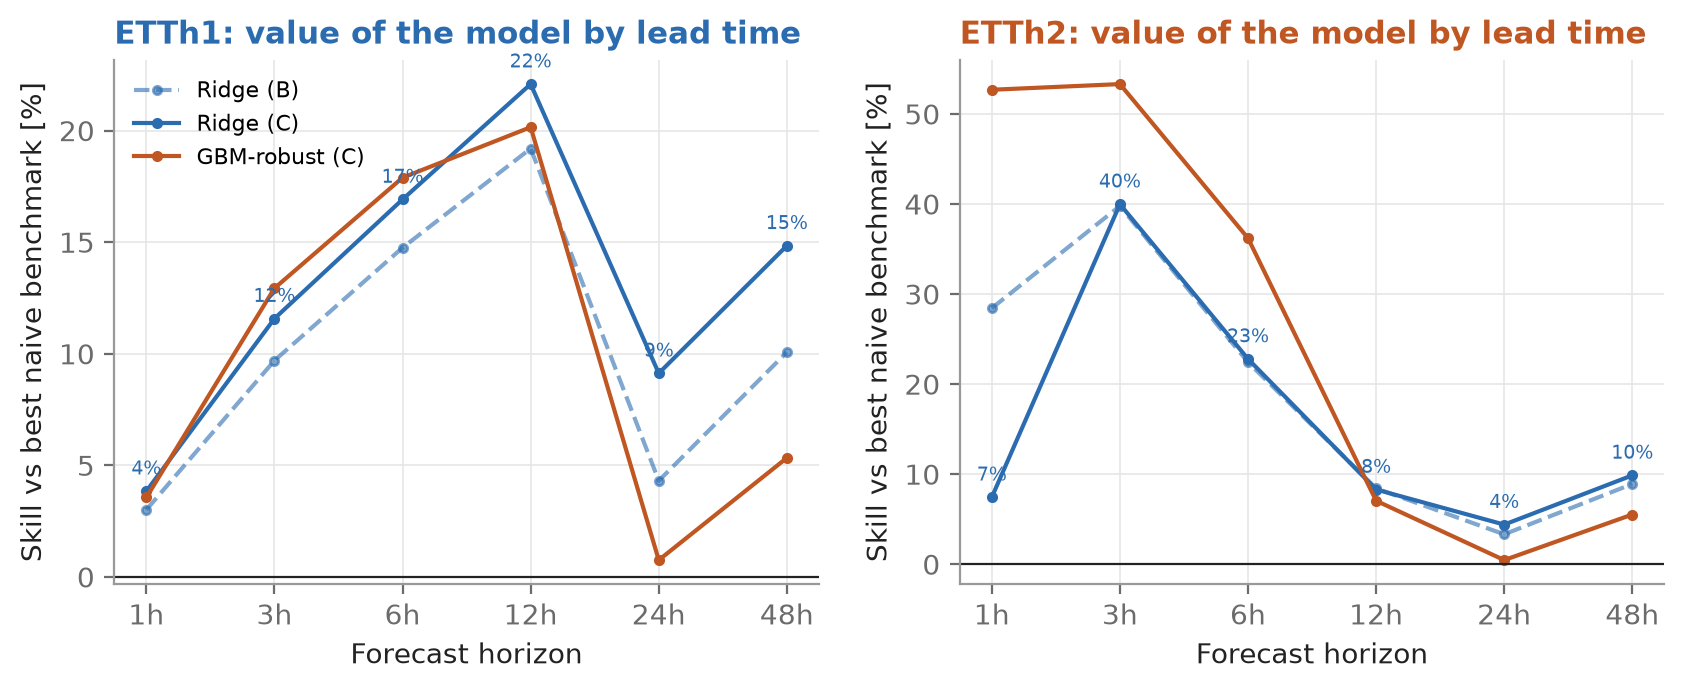 ETTh1: value of the model by lead time
Skill vs best naive benchmark [%]
20
15
10
5
0
Ridge (B)
Ridge (C)
GBM-robust (C)
4%
12%
17%
22%
9%
15%
1h
3h
6h
12h
24h
48h
Forecast horizon
ETTh2: value of the model by lead time
Skill vs best naive benchmark [%]
50
40
30
20
10
0
7%
40%
23%
8%
4%
10%
1h
3h
6h
12h
24h
48h
Forecast horizon